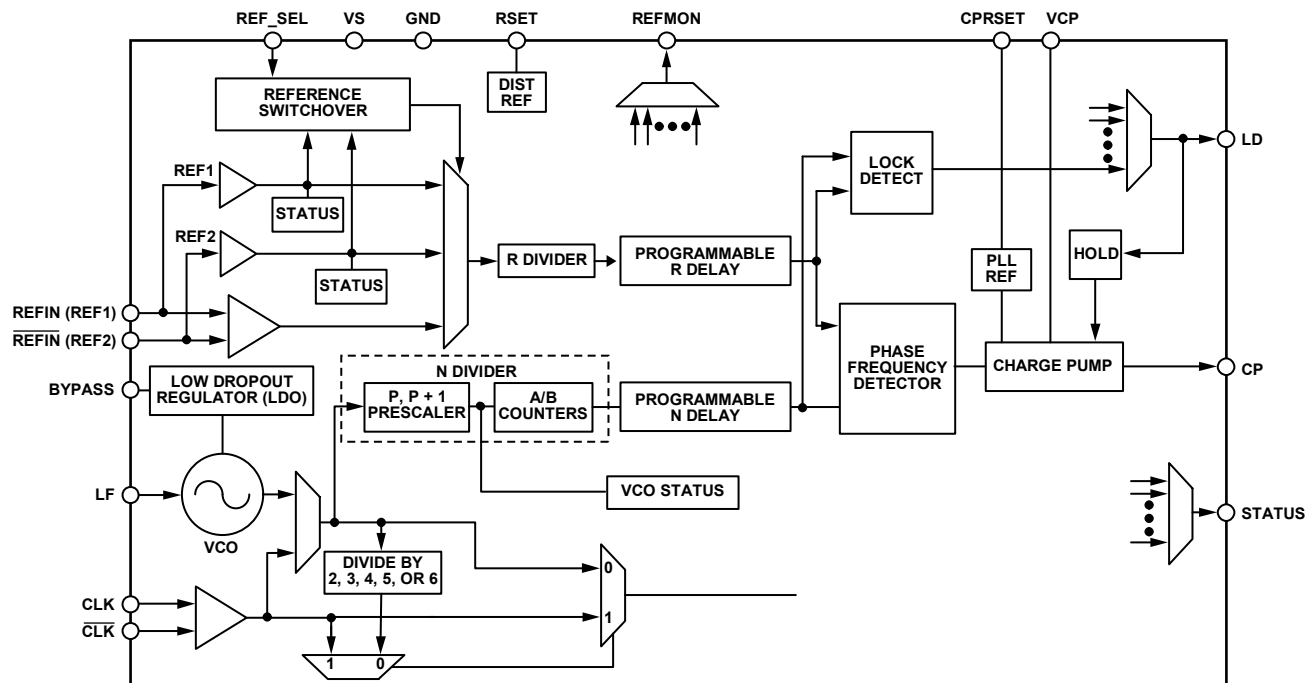 REF_SEL
VS
GND
RSET
REFMON
CPRSET
VCP
REFERENCE
SWITCHOVER
DIST
REF
LD
LOCK
DETECT
REF1
STATUS
REF2
STATUS
R DIVIDER
PROGRAMMABLE
R DELAY
PLL
REF
HOLD
REFIN (REF1)
REFIN (REF2)
BYPASS
LOW DROPOUT
REGULATOR (LDO)
N DIVIDER
P, P + 1
PRESCALER
A/B
COUNTERS
PROGRAMMABLE
N DELAY
PHASE
FREQUENCY
DETECTOR
CHARGE PUMP
CP
LF
VCO
VCO STATUS
STATUS
DIVIDE BY
2, 3, 4, 5, OR 6
0
1
CLK
CLK
1 0